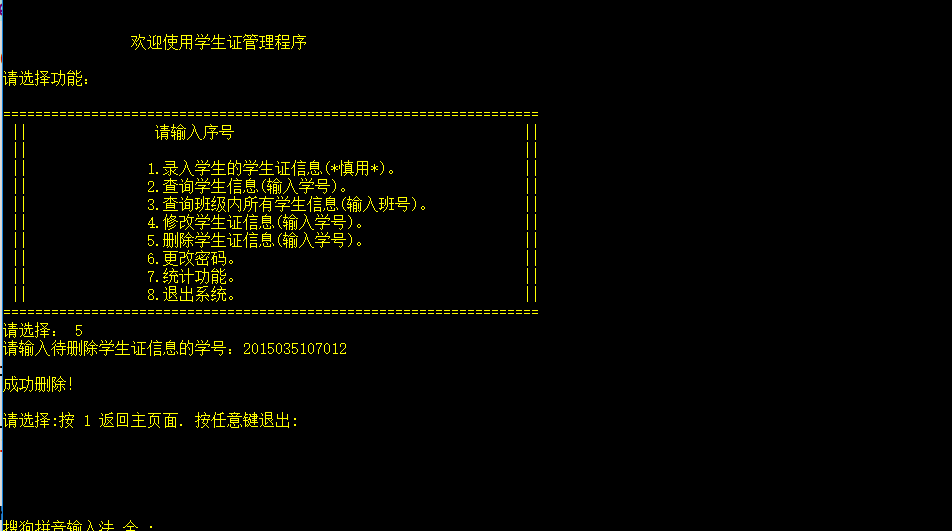 欢迎使用学生证管理程序
请选择功能：
===================================================================
|| 请输入序号 ||
|| ||
|| 1.录入学生的学生证信息(*慎用*)。 ||
|| 2.查询学生信息(输入学号)。 ||
|| 3.查询班级内所有学生信息(输入班号)。 ||
|| 4.修改学生证信息(输入学号)。 ||
|| 5.删除学生证信息(输入学号)。 ||
|| 6.更改密码。 ||
|| 7.统计功能。 ||
|| 8.退出系统。 ||
===================================================================
请选择： 5
请输入待删除学生证信息的学号：2015035107012
成功删除!
请选择:按 1 返回主页面. 按任意键退出:
搜狗拼音输入法 全 :